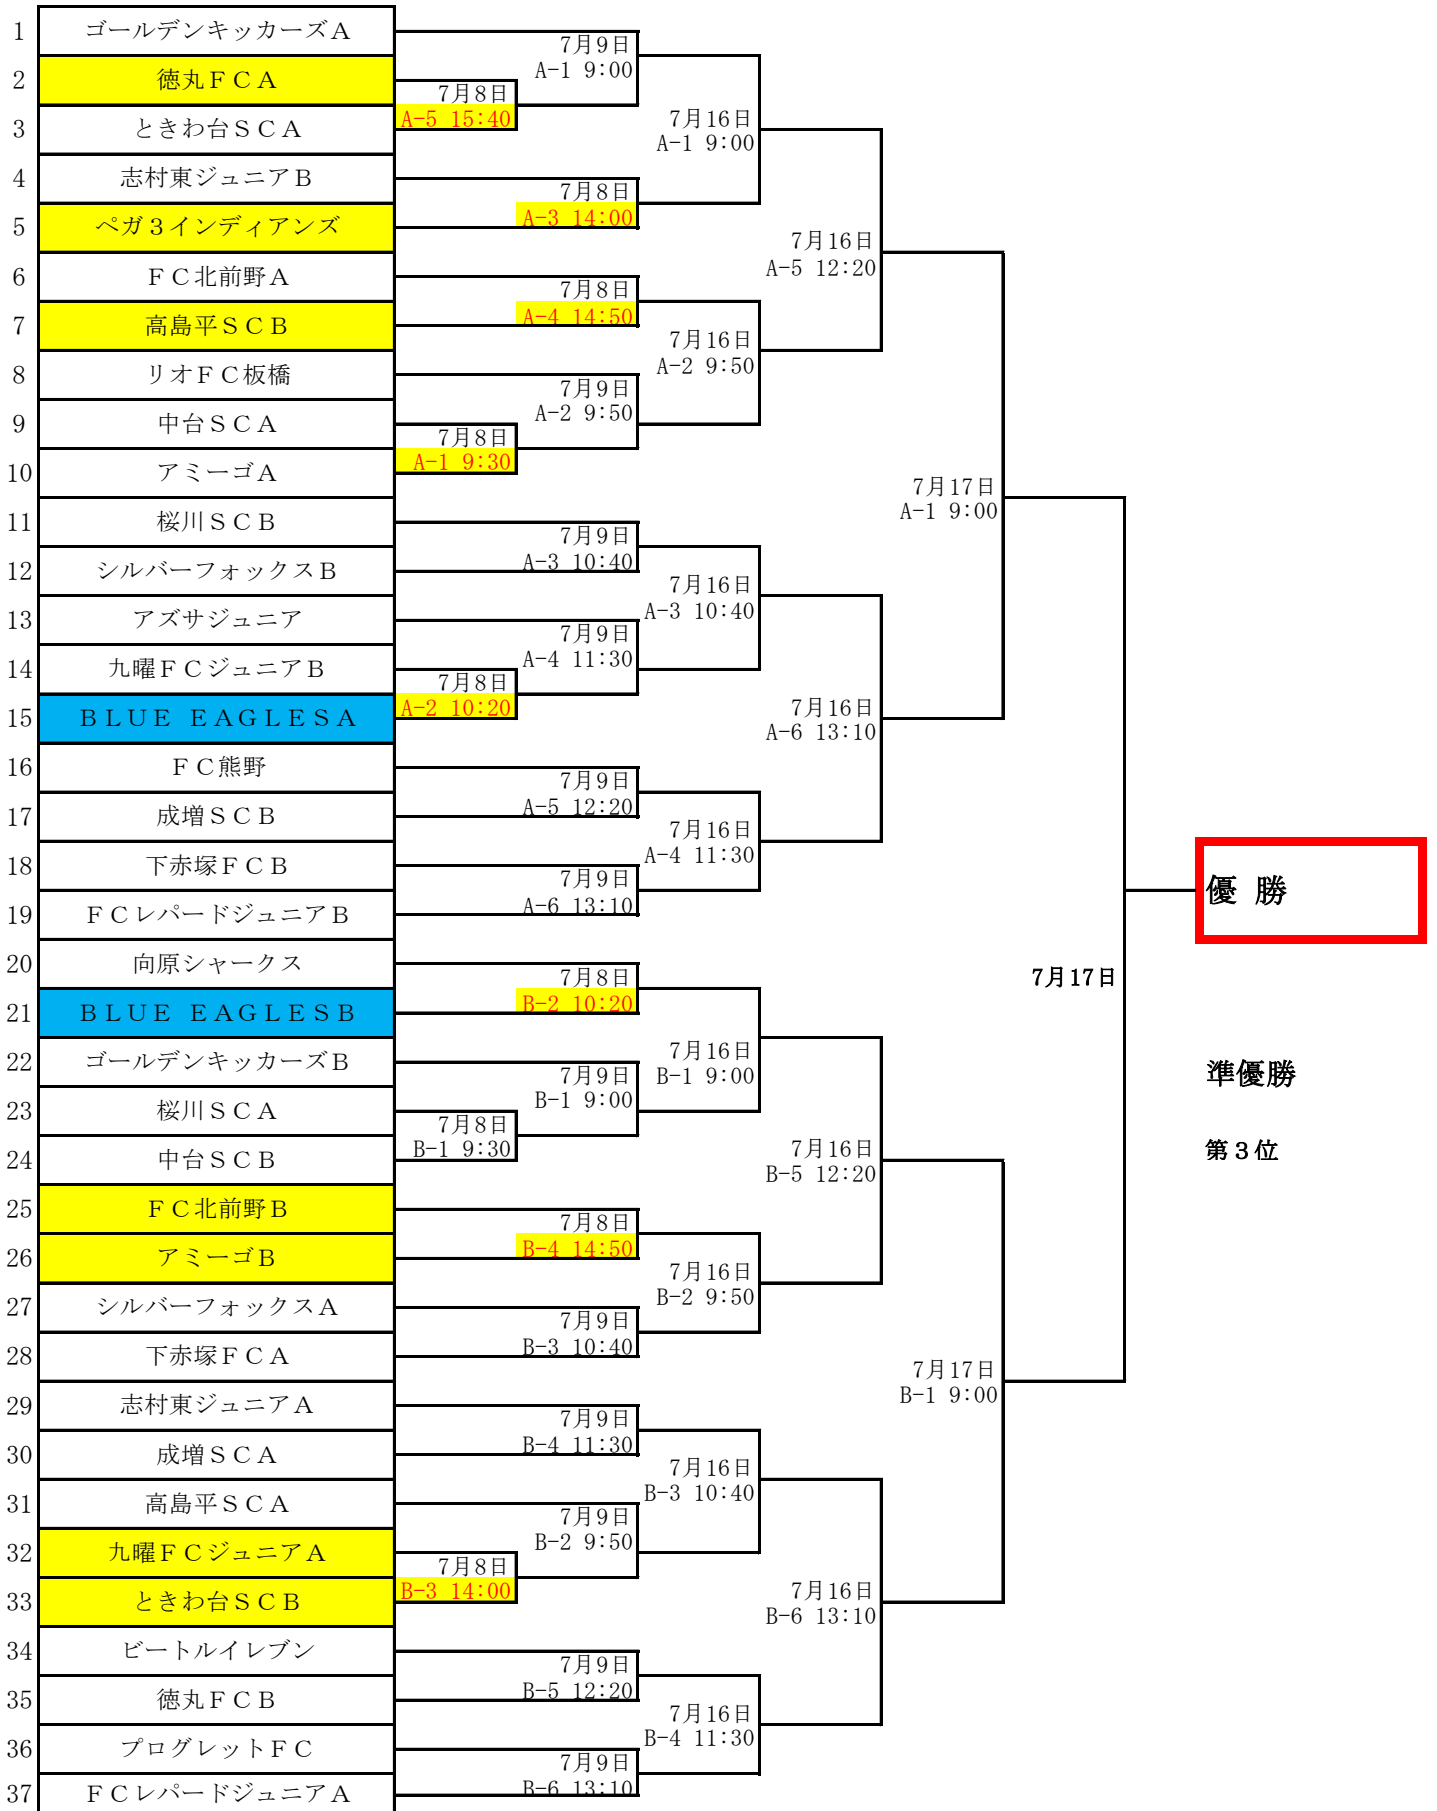 1 ゴールデンキッカーズA
7月9日
2 徳丸FCA
A-1 9:00
7月8日
3 ときわ台SCA
A-5 15:40
7月16日
A-1 9:00
4 志村東ジュニアB
7月8日
5 ペガ3インディアンズ
A-3 14:00
7月16日
A-5 12:20
6 FC北前野A
7月8日
7 高島平SCB
A-4 14:50
7月16日
A-2 9:50
8 リオFC板橋
7月9日
A-2 9:50
9 中台SCA
7月8日
10 アミーゴA
A-1 9:30
7月17日
A-1 9:00
11 桜川SCB
7月9日
12 シルバーフォックスB
A-3 10:40
7月16日
A-3 10:40
13 アズサジュニア
7月9日
14 九曜FCジュニアB
A-4 11:30
7月8日
15 BLUE EAGLESA
A-2 10:20
7月16日
A-6 13:10
16 FC熊野
7月9日
17 成増SCB
A-5 12:20
7月16日
A-4 11:30
18 下赤塚FCB
7月9日
19 FCレパードジュニアB
A-6 13:10
優 勝
20 向原シャークス
7月8日
7月17日
21 BLUE EAGLESB
B-2 10:20
22 ゴールデンキッカーズB
7月16日
B-1 9:00
7月9日
準優勝
23 桜川SCA
B-1 9:00
7月8日
24 中台SCB
B-1 9:30
7月16日
B-5 12:20
第3位
25 FC北前野B
7月8日
26 アミーゴB
B-4 14:50
7月16日
B-2 9:50
27 シルバーフォックスA
7月9日
28 下赤塚FCA
B-3 10:40
7月17日
B-1 9:00
29 志村東ジュニアA
7月9日
30 成増SCA
B-4 11:30
7月16日
B-3 10:40
31 高島平SCA
7月9日
B-2 9:50
32 九曜FCジュニアA
7月8日
33 ときわ台SCB
B-3 14:00
7月16日
B-6 13:10
34 ビートルイレブン
7月9日
35 徳丸FCB
B-5 12:20
7月16日
B-4 11:30
36 プログレットFC
7月9日
37 FCレパードジュニアA
B-6 13:10